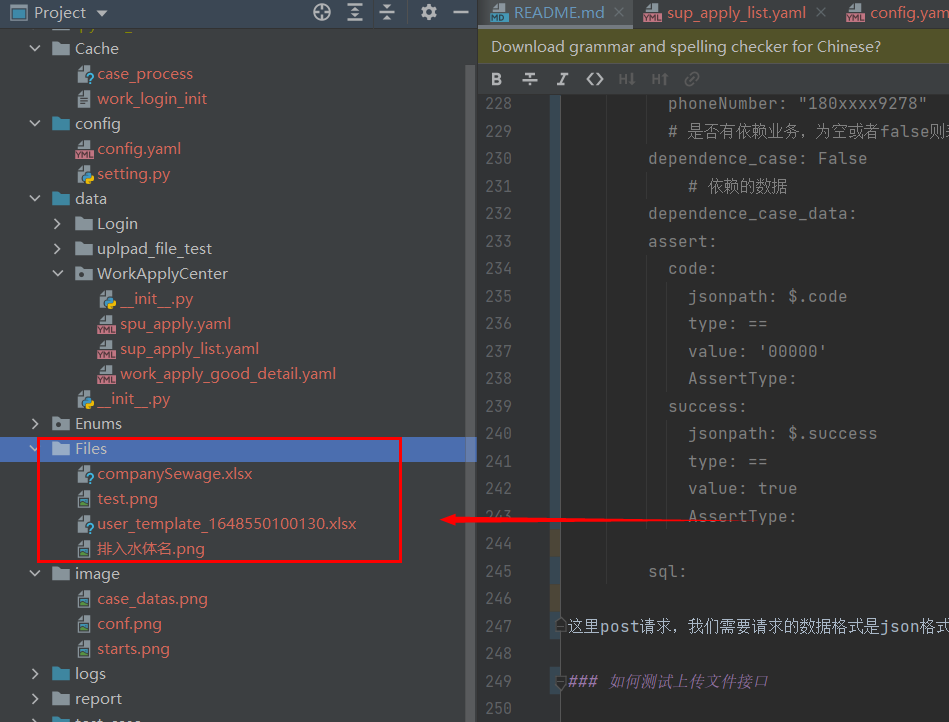 Project
README.md
sup_apply_list.yaml
config.yam
Download grammar and spelling checker for Chinese?
B I <> H↓ H↑
Cache
case_process
work_login_init
config
config.yaml
setting.py
data
Login
uplpad_file_test
WorkApplyCenter
__init__.py
spu_apply.yaml
sup_apply_list.yaml
work_apply_good_detail.yaml
__init__.py
Enums
Files
companySewage.xlsx
test.png
user_template_1648550100130.xlsx
排入水体名.png
image
case_datas.png
conf.png
starts.png
logs
report
228 phoneNumber: "180xxxx9278"
229 # 是否有依赖业务，为空或者false则
230 dependence_case: False
231 # 依赖的数据
232 dependence_case_data:
233 assert:
234 code:
235 jsonpath: $.code
236 type: ==
237 value: '00000'
238 AssertType:
239 success:
240 jsonpath: $.success
241 type: ==
242 value: true
243 AssertType:
244
245 sql:
246
247 这里post请求，我们需要请求的数据格式是json格式
248
249 ### 如何测试上传文件接口
250